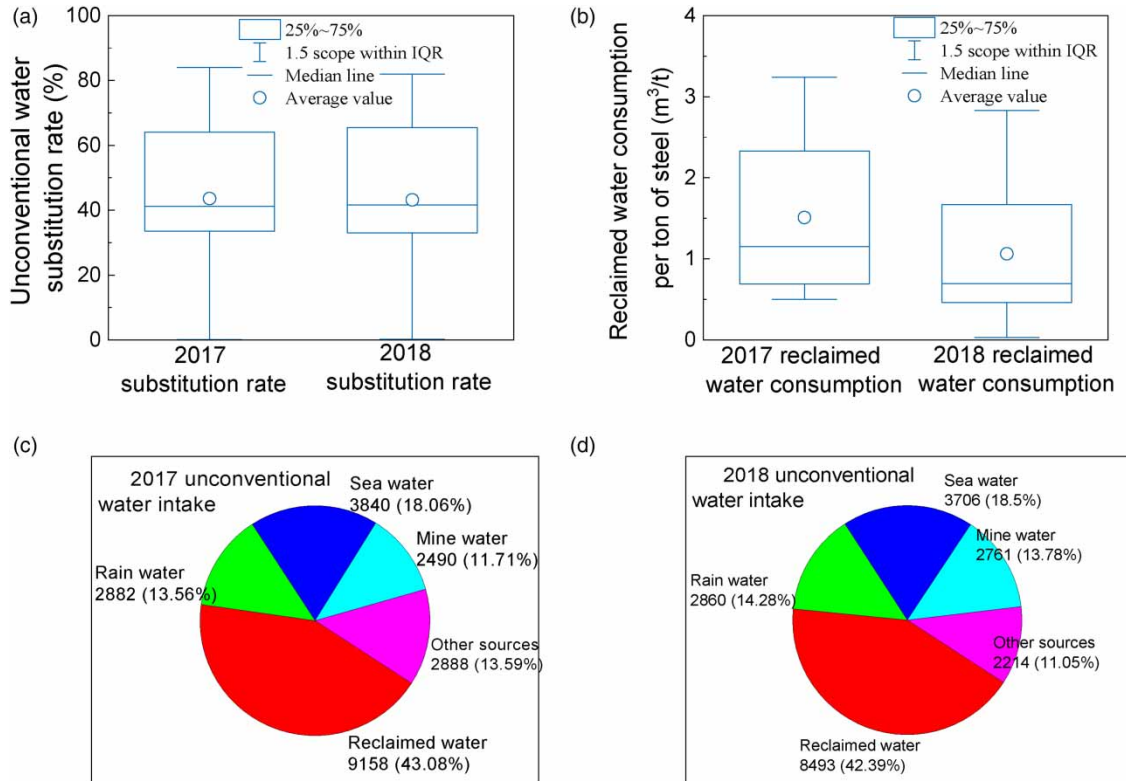 (a)
Unconventional water
substitution rate (%)
100
80
60
40
20
0
25%~75%
1.5 scope within IQR
Median line
Average value
2017
substitution rate
2018
substitution rate
(b)
Reclaimed water consumption
per ton of steel (m³/t)
4
3
2
1
0
25%~75%
1.5 scope within IQR
Median line
Average value
2017 reclaimed
water consumption
2018 reclaimed
water consumption
(c)
2017 unconventional
water intake
Sea water
3840 (18.06%)
Mine water
2490 (11.71%)
Rain water
2882 (13.56%)
Other sources
2888 (13.59%)
Reclaimed water
9158 (43.08%)
(d)
2018 unconventional
water intake
Sea water
3706 (18.5%)
Mine water
2761 (13.78%)
Rain water
2860 (14.28%)
Other sources
2214 (11.05%)
Reclaimed water
8493 (42.39%)